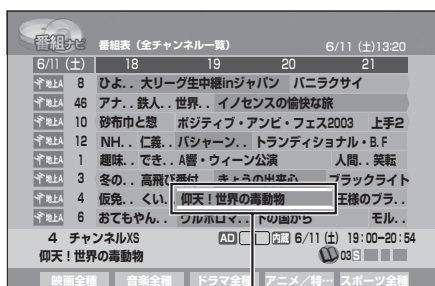 番組ナビ 番組表（全チャンネル一覧） 6/11 (土)13:20
6/11 (土) 18 19 20 21
地上A 8 ひよ‥ 大リーグ生中継inジャパン バニラクサイ
地上A 46 アナ‥ 鉄人‥ 世界‥ イノセンスの愉快な旅
地上A 10 砂布巾と惣 ポジティブ・アンビ・フェス2003 上手2
地上A 12 NH‥ 仁義‥ バシャーン‥ トランディショナル・B.F
地上A 1 趣味‥ でき‥ A響・ウィーン公演 人間‥ 笑転
地上A 3 冬の‥ 高飛び番付 きょうの出来心 ブラックライト
地上A 4 仮免‥ くい‥ 仰天！世界の毒動物 王様のブラ‥
地上A 6 おてもやん‥ ウルホロマ‥ トの国から モル‥
4 チャンネルXS AD 内蔵 6/11 (土) 19:00-20:54
仰天！世界の毒動物 03S
映画全種 音楽全種 ドラマ全種 アニメ／特… スポーツ全種